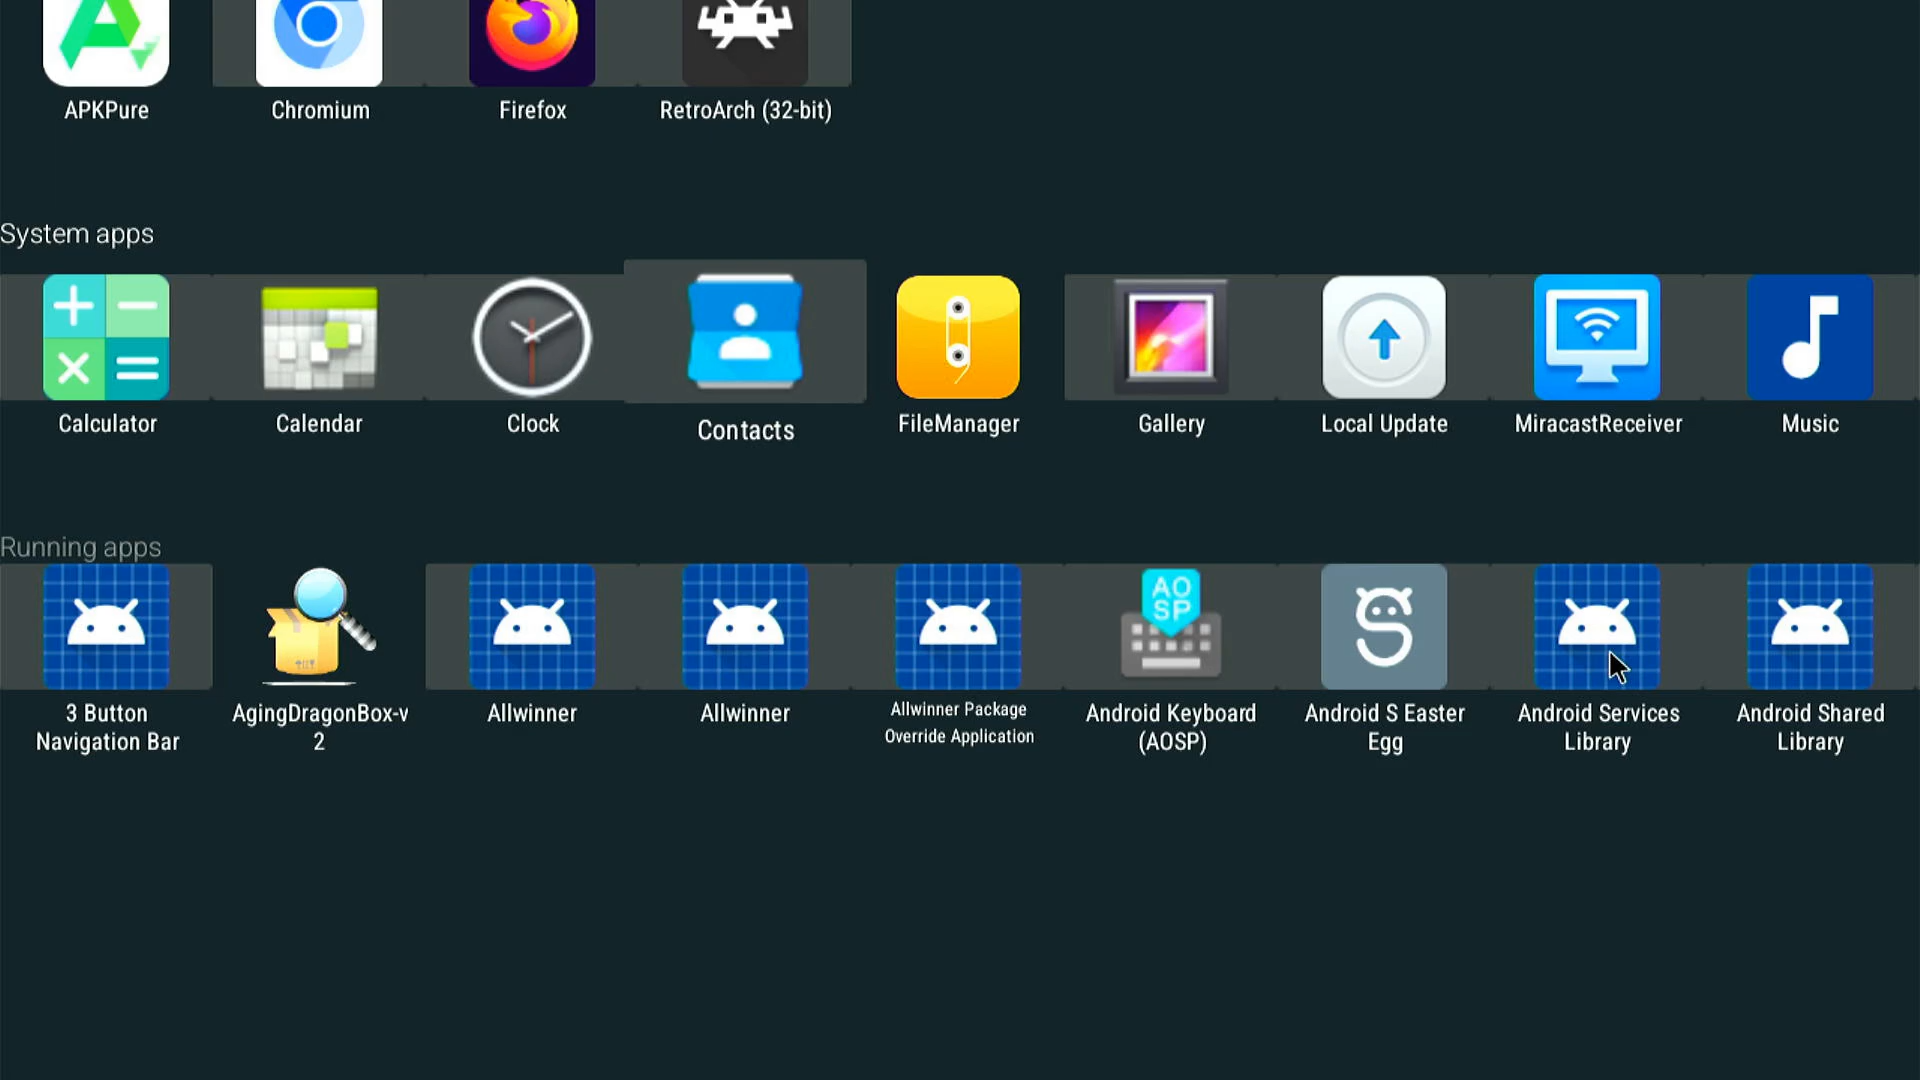 APKPure
Chromium
Firefox
RetroArch (32-bit)
System apps
Calculator
Calendar
Clock
Contacts
FileManager
Gallery
Local Update
MiracastReceiver
Music
Running apps
AO
SP
3 Button
Navigation Bar
AgingDragonBox-v
2
Allwinner
Allwinner
Allwinner Package
Override Application
Android Keyboard
(AOSP)
Android S Easter
Egg
Android Services
Library
Android Shared
Library